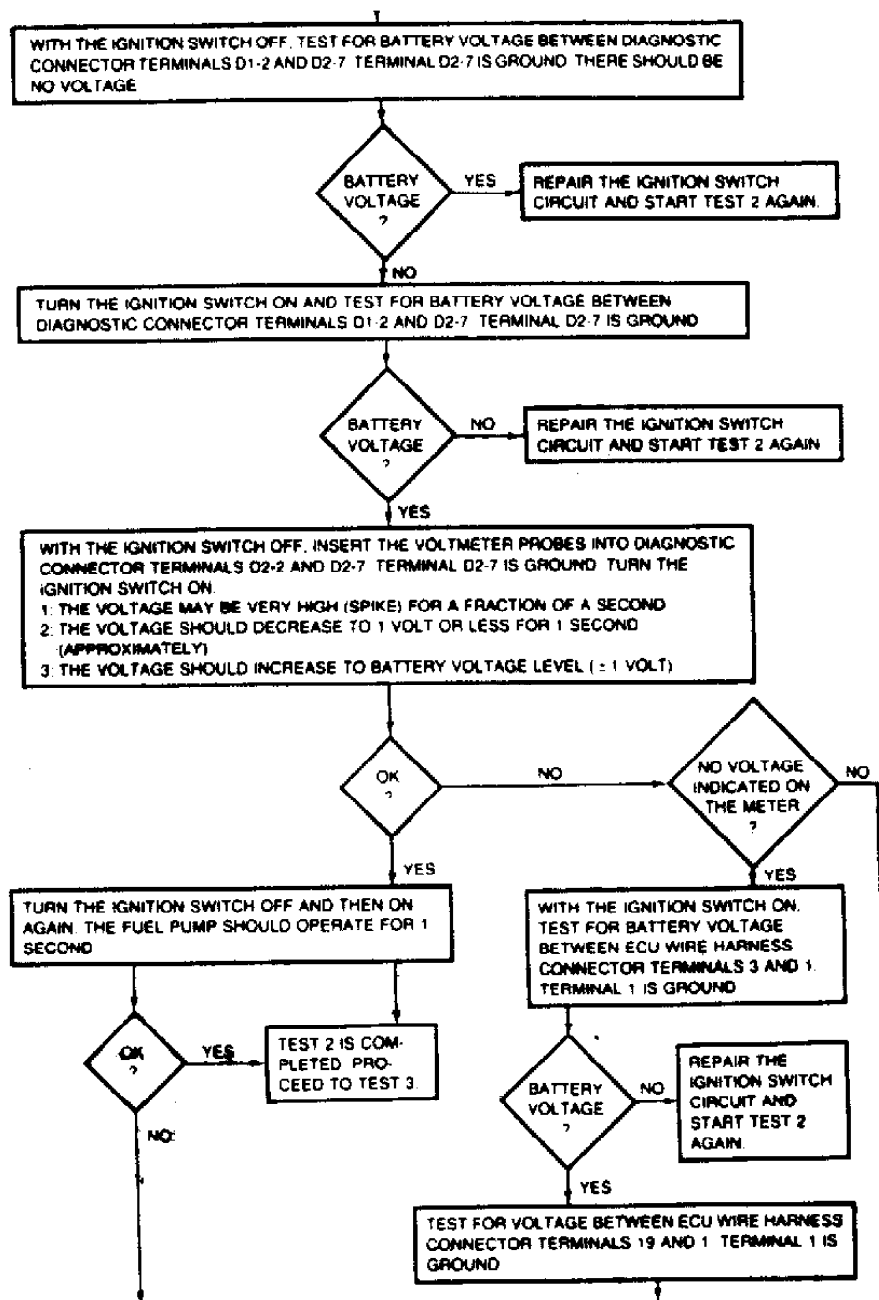 WITH THE IGNITION SWITCH OFF, TEST FOR BATTERY VOLTAGE BETWEEN DIAGNOSTIC
CONNECTOR TERMINALS D1-2 AND D2-7 TERMINAL D2-7 IS GROUND THERE SHOULD BE
NO VOLTAGE
BATTERY
VOLTAGE
?
YES
REPAIR THE IGNITION SWITCH
CIRCUIT AND START TEST 2 AGAIN.
NO
TURN THE IGNITION SWITCH ON AND TEST FOR BATTERY VOLTAGE BETWEEN
DIAGNOSTIC CONNECTOR TERMINALS D1-2 AND D2-7 TERMINAL D2-7 IS GROUND
BATTERY
VOLTAGE
?
NO
REPAIR THE IGNITION SWITCH
CIRCUIT AND START TEST 2 AGAIN
YES
WITH THE IGNITION SWITCH OFF, INSERT THE VOLTMETER PROBES INTO DIAGNOSTIC
CONNECTOR TERMINALS D2-2 AND D2-7 TERMINAL D2-7 IS GROUND TURN THE
IGNITION SWITCH ON.
1: THE VOLTAGE MAY BE VERY HIGH (SPIKE) FOR A FRACTION OF A SECOND
2: THE VOLTAGE SHOULD DECREASE TO 1 VOLT OR LESS FOR 1 SECOND
(APPROXIMATELY)
3: THE VOLTAGE SHOULD INCREASE TO BATTERY VOLTAGE LEVEL (± 1 VOLT)
OK
?
NO
NO VOLTAGE
INDICATED ON
THE METER
?
NO
YES
YES
TURN THE IGNITION SWITCH OFF AND THEN ON
AGAIN. THE FUEL PUMP SHOULD OPERATE FOR 1
SECOND
WITH THE IGNITION SWITCH ON,
TEST FOR BATTERY VOLTAGE
BETWEEN ECU WIRE HARNESS
CONNECTOR TERMINALS 3 AND 1.
TERMINAL 1 IS GROUND
OK
?
YES
TEST 2 IS COM-
PLETED PRO-
CEED TO TEST 3.
NO
BATTERY
VOLTAGE
?
NO
REPAIR THE
IGNITION SWITCH
CIRCUIT AND
START TEST 2
AGAIN.
YES
TEST FOR VOLTAGE BETWEEN ECU WIRE HARNESS
CONNECTOR TERMINALS 19 AND 1 TERMINAL 1 IS
GROUND